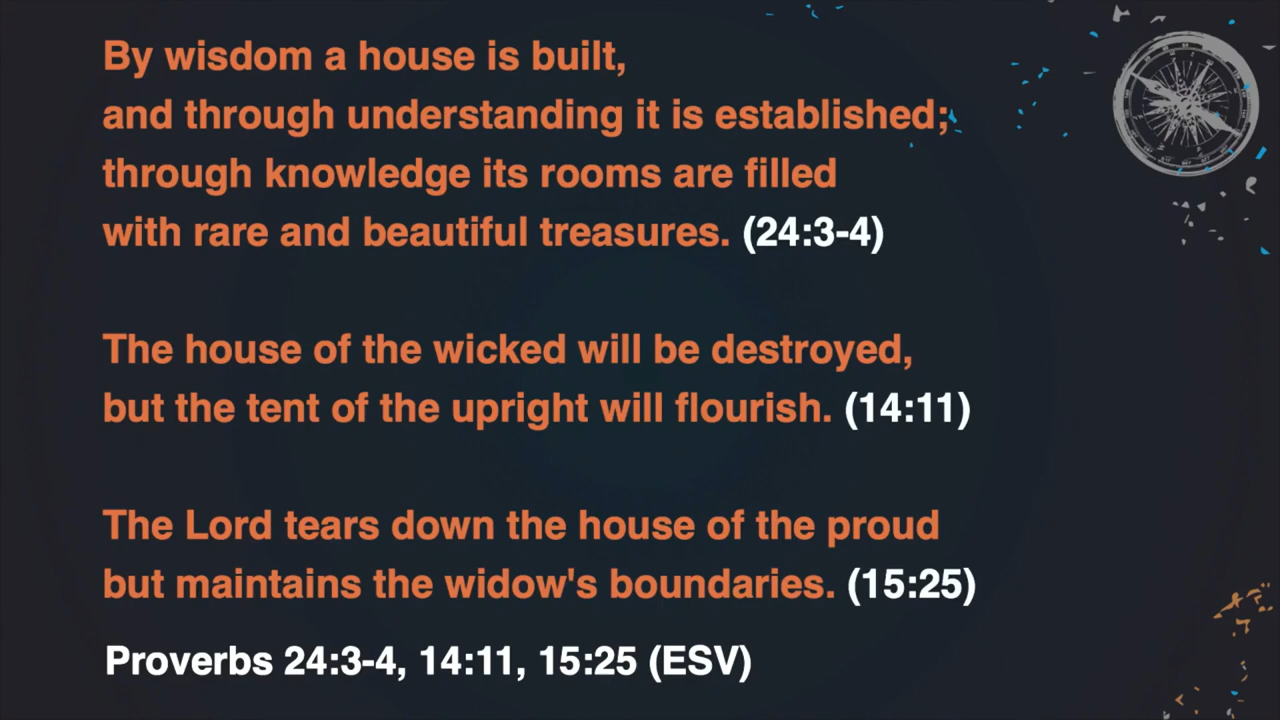 By wisdom a house is built,
and through understanding it is established;
through knowledge its rooms are filled
with rare and beautiful treasures. (24:3-4)
The house of the wicked will be destroyed,
but the tent of the upright will flourish. (14:11)
The Lord tears down the house of the proud
but maintains the widow's boundaries. (15:25)
Proverbs 24:3-4, 14:11, 15:25 (ESV)